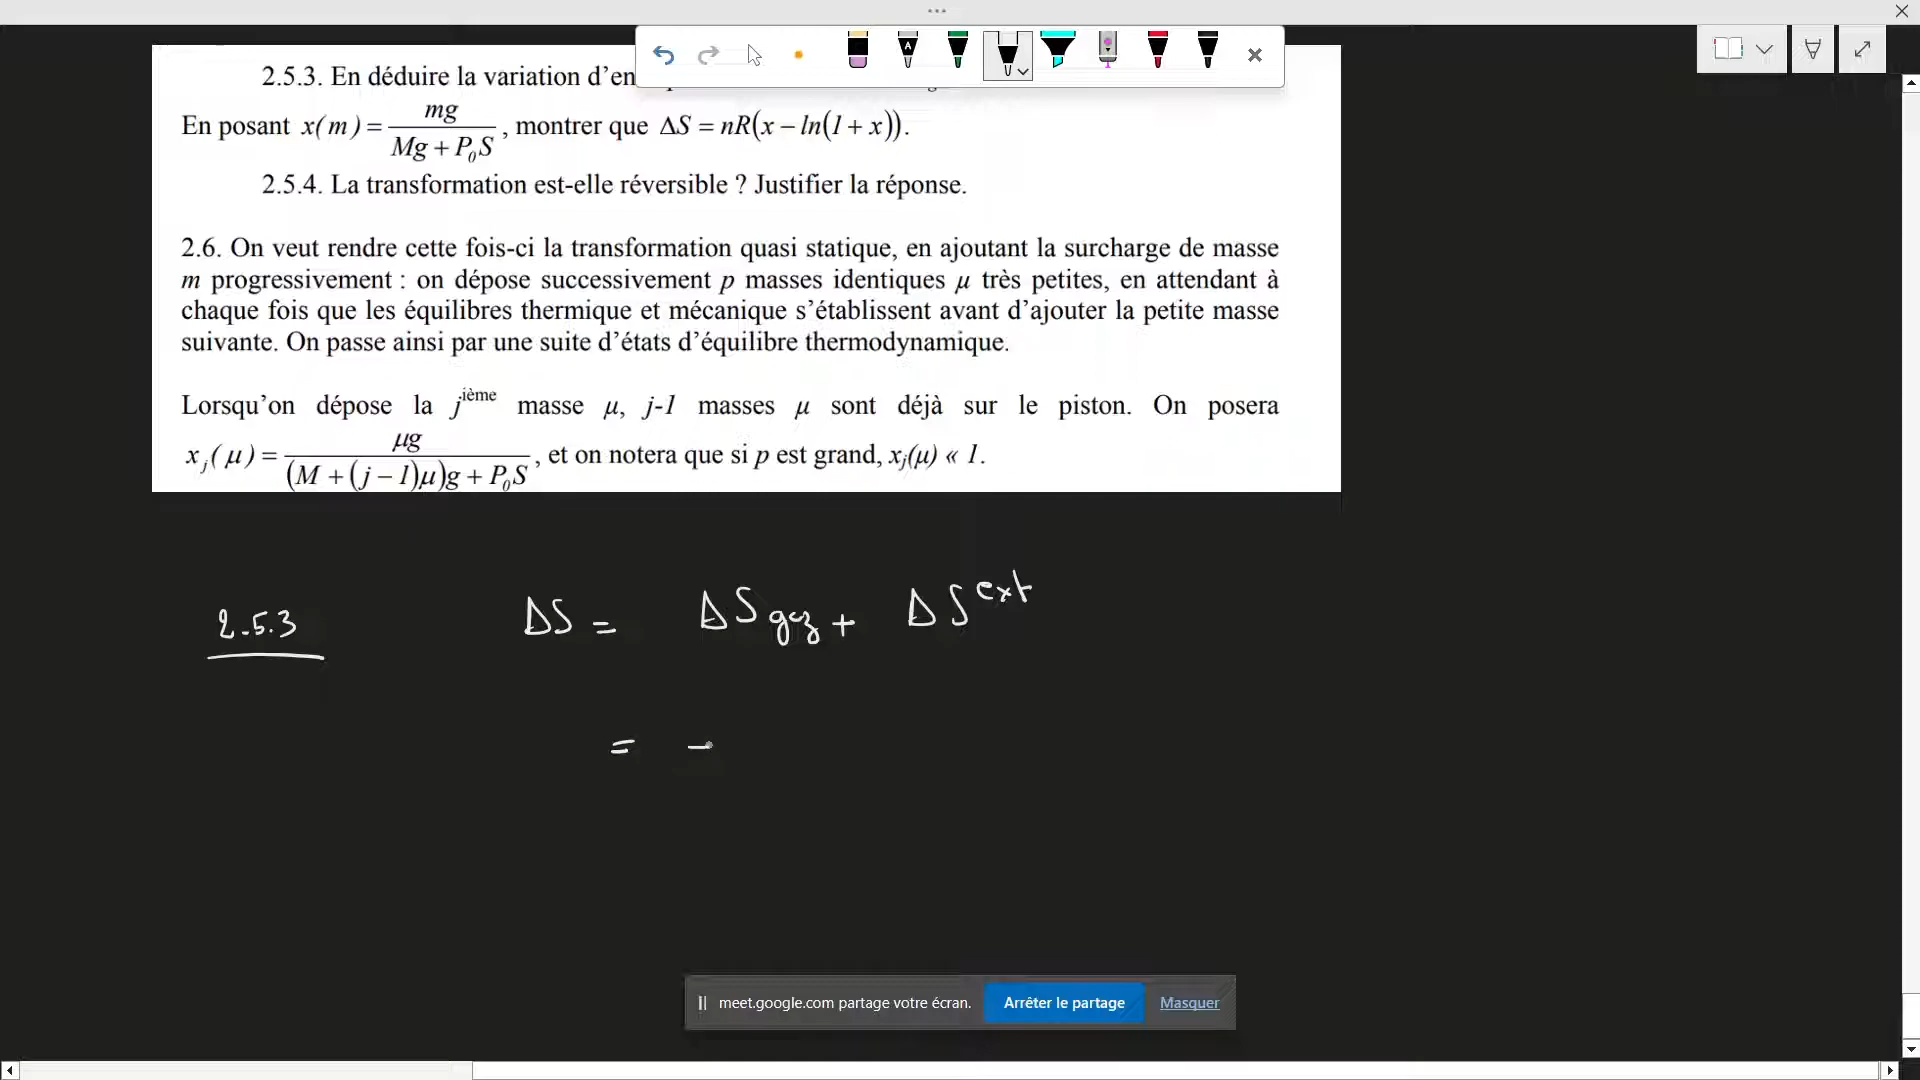 2.5.3. En déduire la variation d’en
En posant x(m) = mg / (Mg + P₀S), montrer que ΔS = nR(x – ln(1 + x)).
2.5.4. La transformation est-elle réversible ? Justifier la réponse.
2.6. On veut rendre cette fois-ci la transformation quasi statique, en ajoutant la surcharge de masse
m progressivement : on dépose successivement p masses identiques μ très petites, en attendant à
chaque fois que les équilibres thermique et mécanique s’établissent avant d’ajouter la petite masse
suivante. On passe ainsi par une suite d’états d’équilibre thermodynamique.
Lorsqu’on dépose la jième masse μ, j-1 masses μ sont déjà sur le piston. On posera
xj(μ) = μg / ((M + (j – 1)μ)g + P₀S), et on notera que si p est grand, xj(μ) « 1.
2.5.3 ΔS = ΔSgaz + ΔS^ext
= -
meet.google.com partage votre écran. Arrêter le partage Masquer